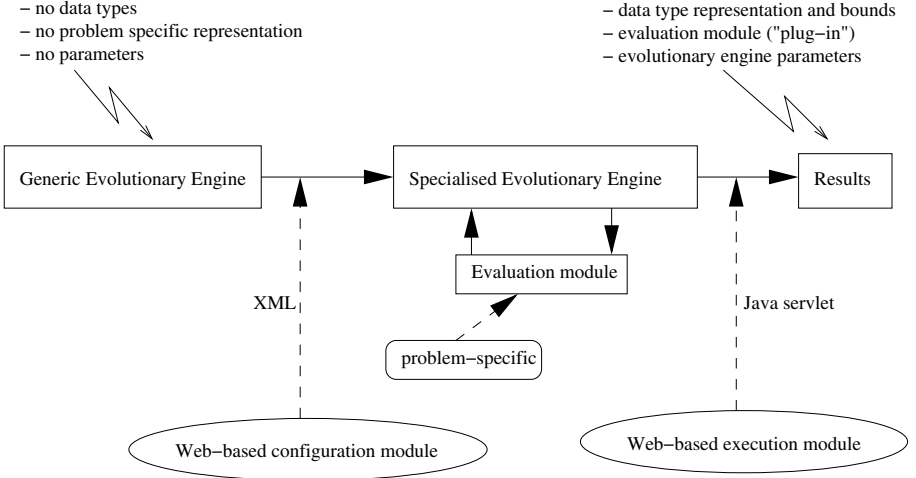 − no data types
− no problem specific representation
− no parameters
− data type representation and bounds
− evaluation module ("plug−in")
− evolutionary engine parameters
Generic Evolutionary Engine
Specialised Evolutionary Engine
Results
Evaluation module
XML
Java servlet
problem−specific
Web−based configuration module
Web−based execution module